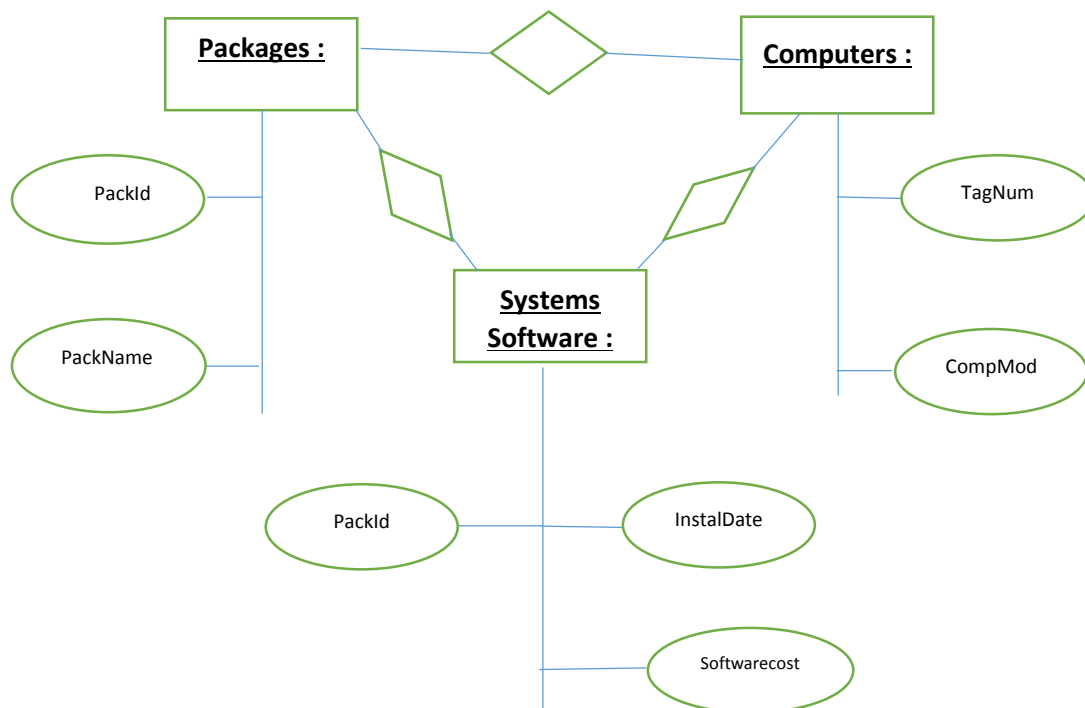 Packages :
Computers :
PackId
TagNum
Systems
Software :
PackName
CompMod
PackId
InstalDate
Softwarecost